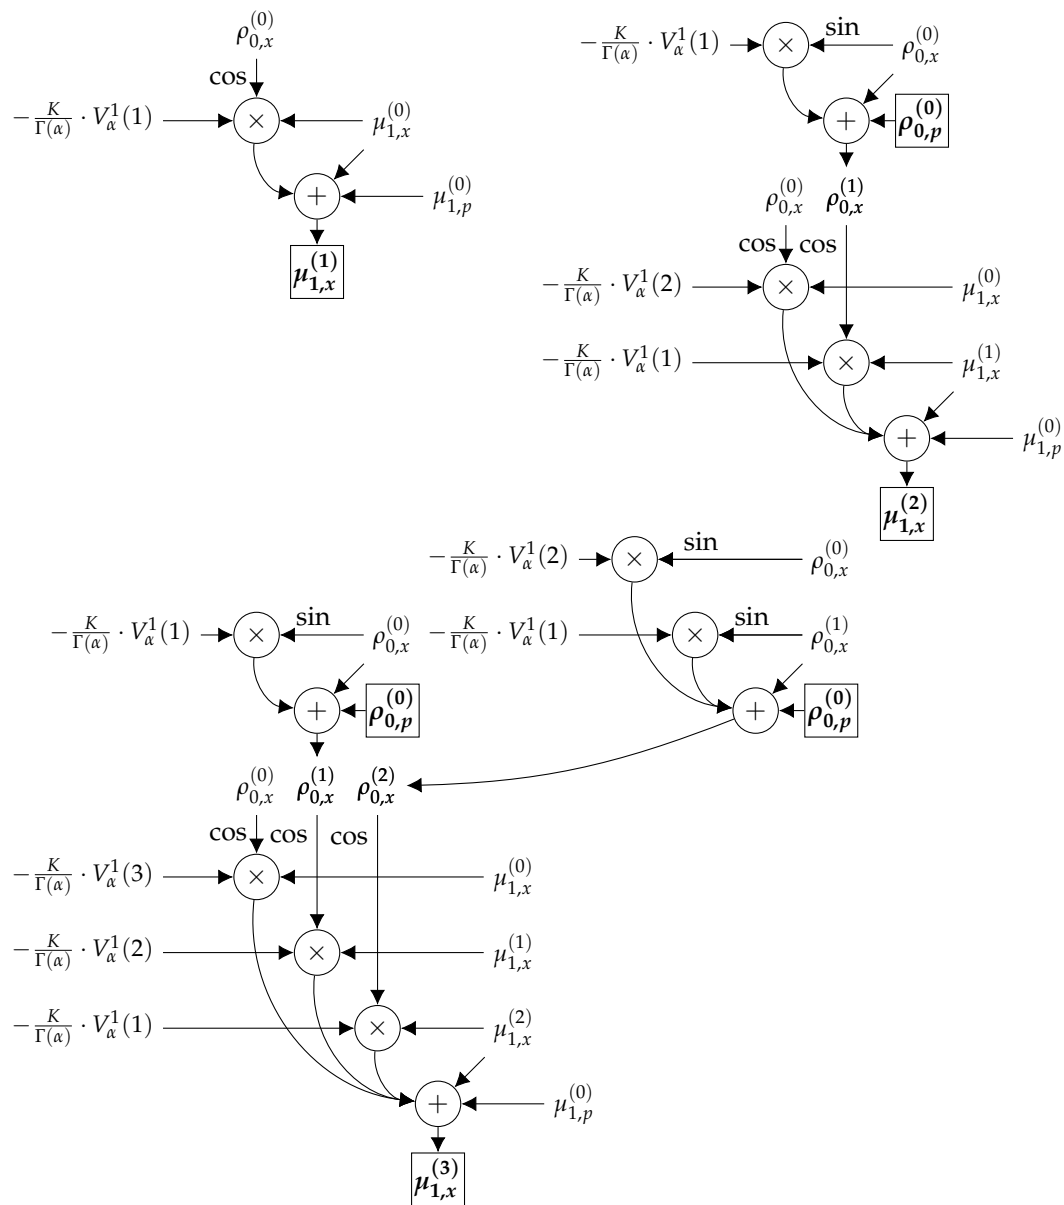 ρ_{0,x}^{(0)}
cos
−K/Γ(α) · V_α^1(1) × μ_{1,x}^{(0)}
+ μ_{1,p}^{(0)}
μ_{1,x}^{(1)}
−K/Γ(α) · V_α^1(1) × sin ρ_{0,x}^{(0)}
+ ρ_{0,p}^{(0)}
ρ_{0,x}^{(0)} ρ_{0,x}^{(1)}
cos cos
−K/Γ(α) · V_α^1(2) × μ_{1,x}^{(0)}
−K/Γ(α) · V_α^1(1) × μ_{1,x}^{(1)}
+ μ_{1,p}^{(0)}
μ_{1,x}^{(2)}
−K/Γ(α) · V_α^1(2) × sin ρ_{0,x}^{(0)}
−K/Γ(α) · V_α^1(1) × sin ρ_{0,x}^{(0)} −K/Γ(α) · V_α^1(1) × sin ρ_{0,x}^{(1)}
+ ρ_{0,p}^{(0)} + ρ_{0,p}^{(0)}
ρ_{0,x}^{(0)} ρ_{0,x}^{(1)} ρ_{0,x}^{(2)}
cos cos cos
−K/Γ(α) · V_α^1(3) × μ_{1,x}^{(0)}
−K/Γ(α) · V_α^1(2) × μ_{1,x}^{(1)}
−K/Γ(α) · V_α^1(1) × μ_{1,x}^{(2)}
+ μ_{1,p}^{(0)}
μ_{1,x}^{(3)}